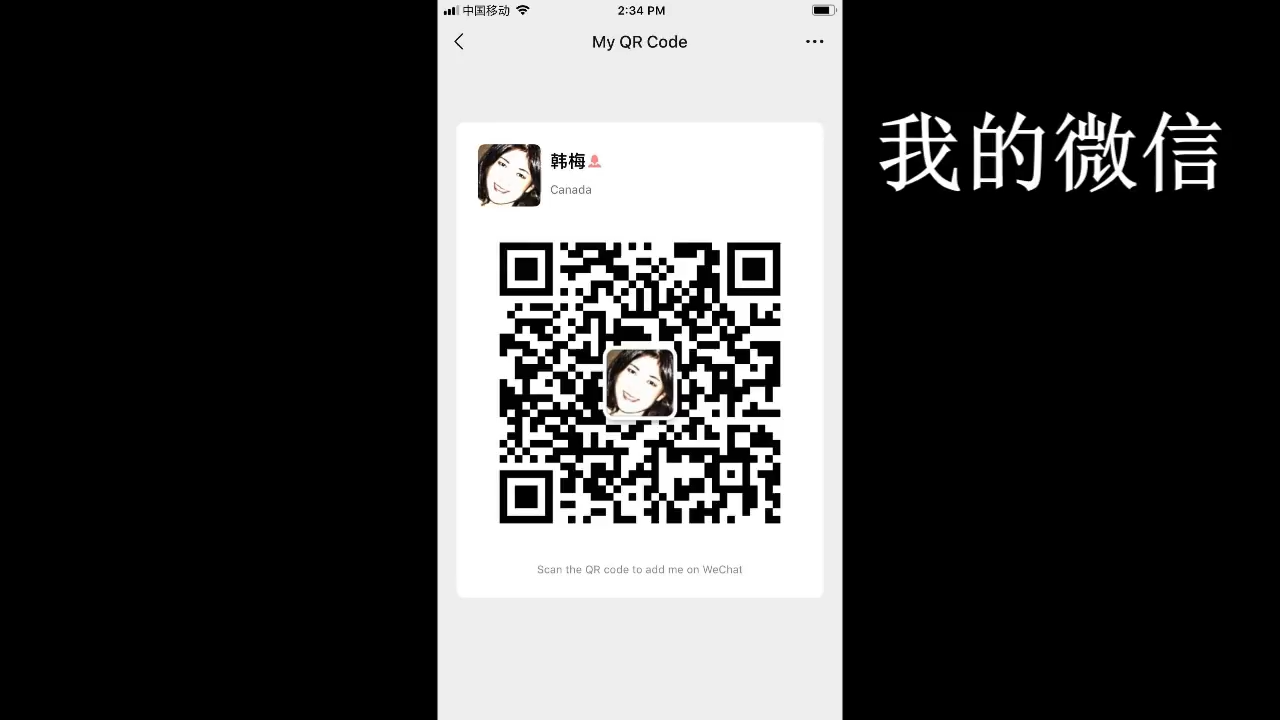 中国移动 2:34 PM
My QR Code
我的微信
韩梅
Canada
Scan the QR code to add me on WeChat